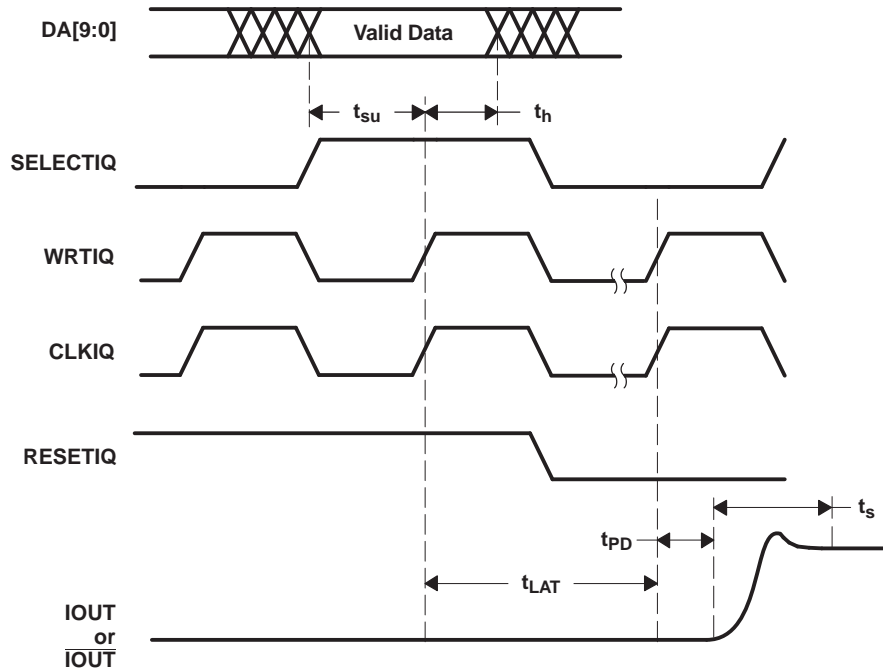 DA[9:0]
Valid Data
tsu
th
SELECTIQ
WRTIQ
CLKIQ
RESETIQ
ts
tPD
tLAT
IOUT
or
IOUT